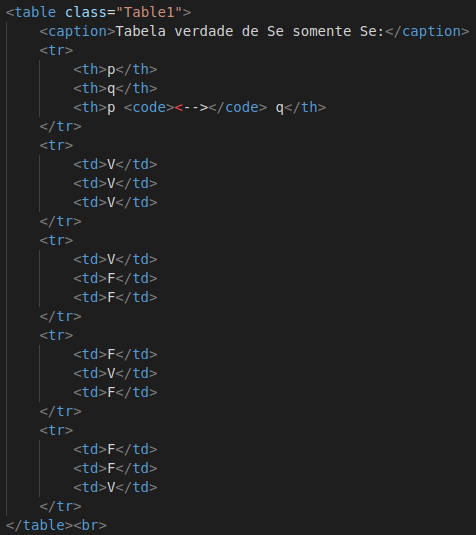 <table class="Table1">
    <caption>Tabela verdade de Se somente Se:</caption>
    <tr>
        <th>p</th>
        <th>q</th>
        <th>p <code><--></code> q</th>
    </tr>
    <tr>
        <td>V</td>
        <td>V</td>
        <td>V</td>
    </tr>
    <tr>
        <td>V</td>
        <td>F</td>
        <td>F</td>
    </tr>
    <tr>
        <td>F</td>
        <td>V</td>
        <td>F</td>
    </tr>
    <tr>
        <td>F</td>
        <td>F</td>
        <td>V</td>
    </tr>
</table><br>